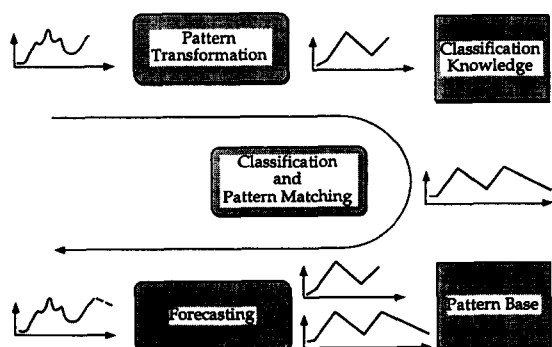 Pattern
Transformation
Classification
Knowledge
Classification
and
Pattern Matching
Forecasting
Pattern Base